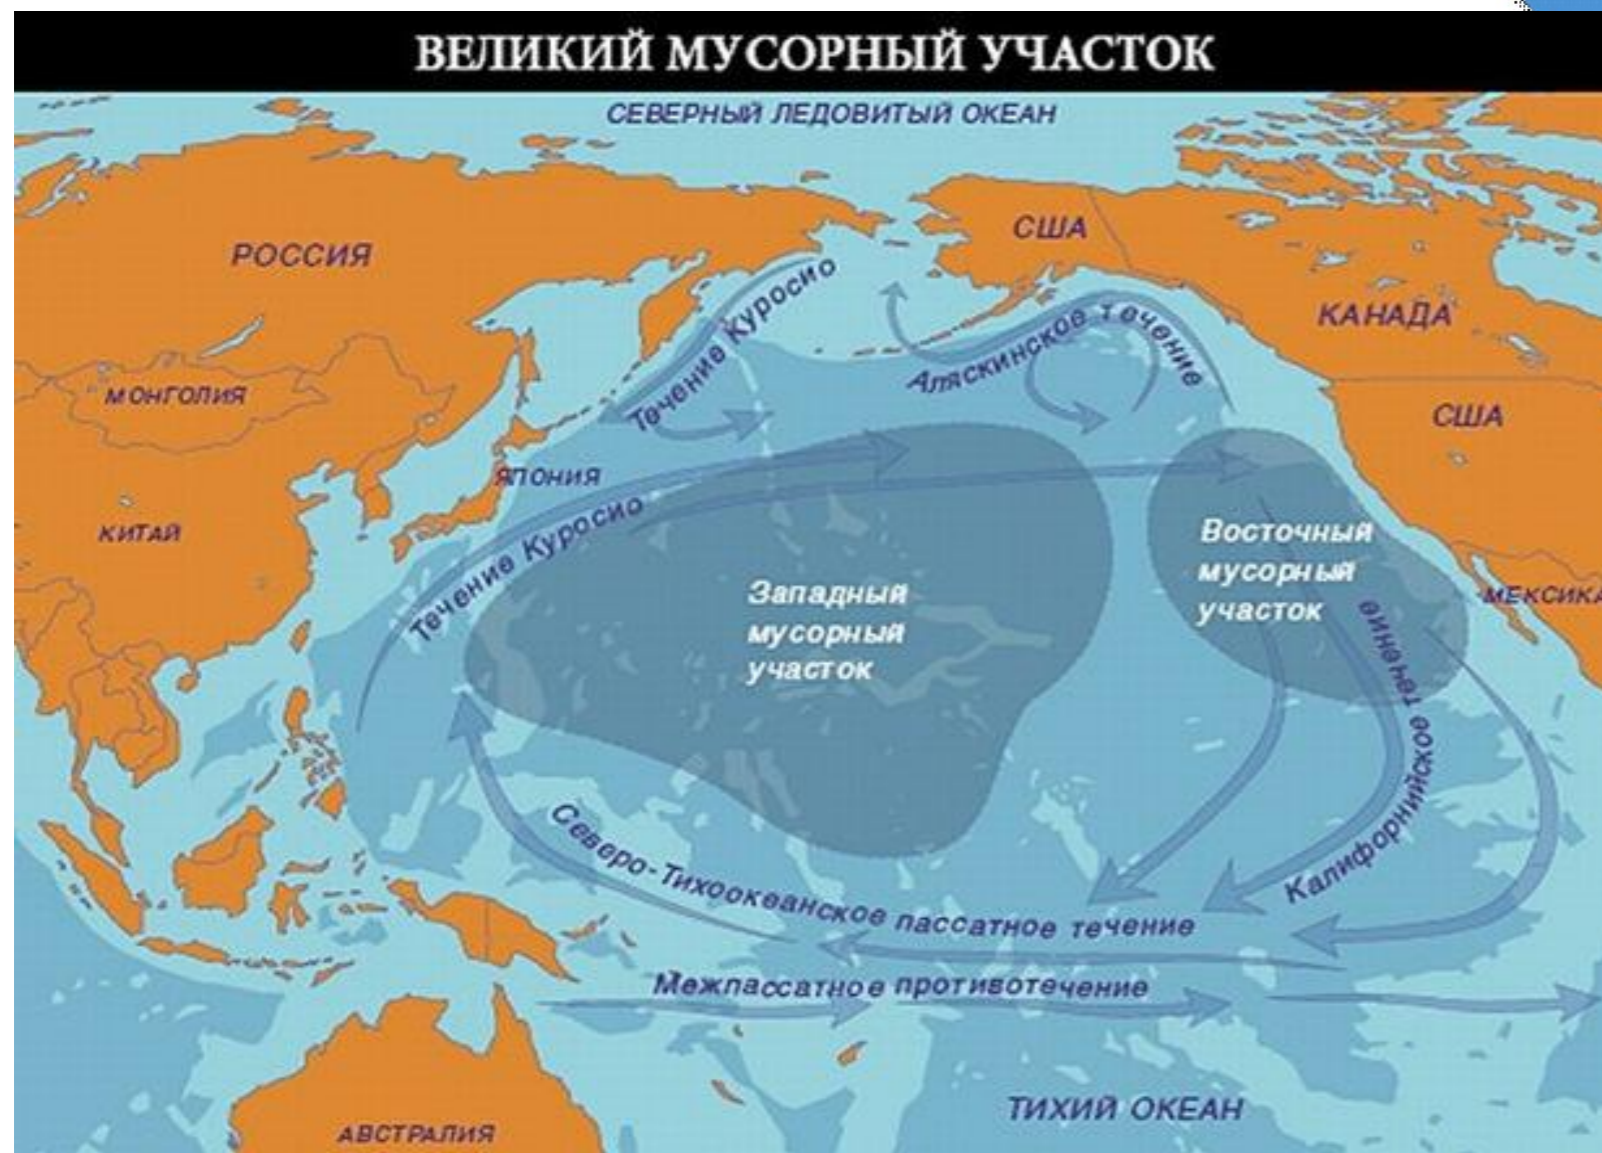 ВЕЛИКИЙ МУСОРНЫЙ УЧАСТОК
СЕВЕРНЫЙ ЛЕДОВИТЫЙ ОКЕАН
РОССИЯ
США
КАНАДА
Течение Куросио
Аляскинское течение
МОНГОЛИЯ
США
ЯПОНИЯ
КИТАЙ
Течение Куросио
Западный
мусорный
участок
Восточный
мусорный
участок
МЕКСИКА
Калифорнийское течение
Северо-Тихоокеанское пассатное течение
Межпассатное противотечение
ТИХИЙ ОКЕАН
АВСТРАЛИЯ